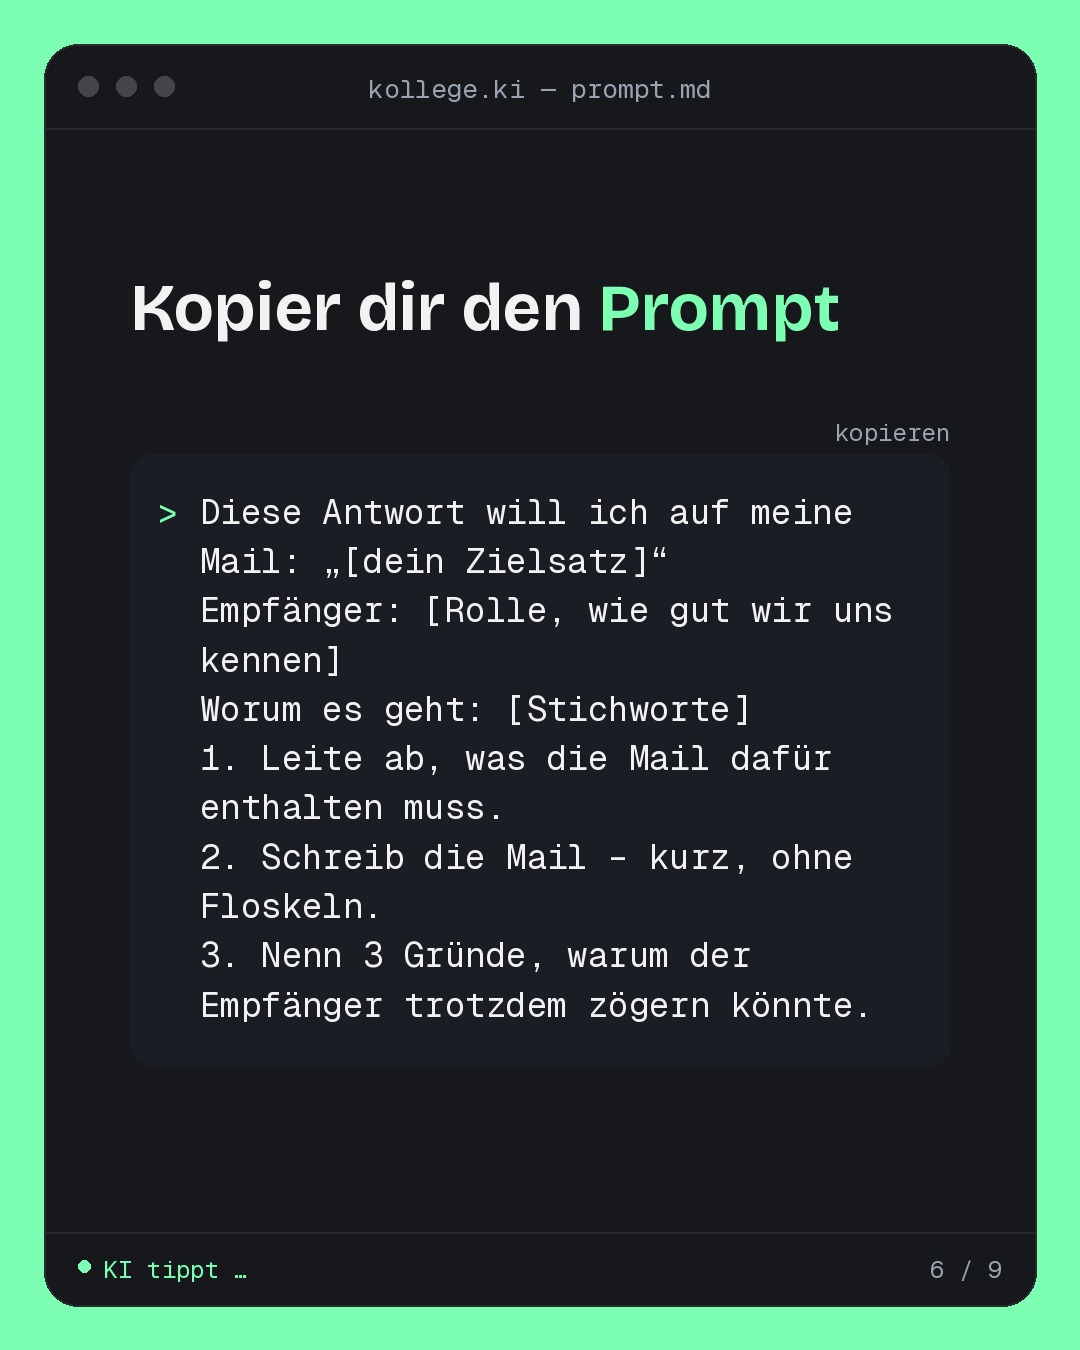 kollege.ki — prompt.md
Kopier dir den Prompt
kopieren
> Diese Antwort will ich auf meine
Mail: „[dein Zielsatz]“
Empfänger: [Rolle, wie gut wir uns
kennen]
Worum es geht: [Stichworte]
1. Leite ab, was die Mail dafür
enthalten muss.
2. Schreib die Mail – kurz, ohne
Floskeln.
3. Nenn 3 Gründe, warum der
Empfänger trotzdem zögern könnte.
KI tippt …
6 / 9